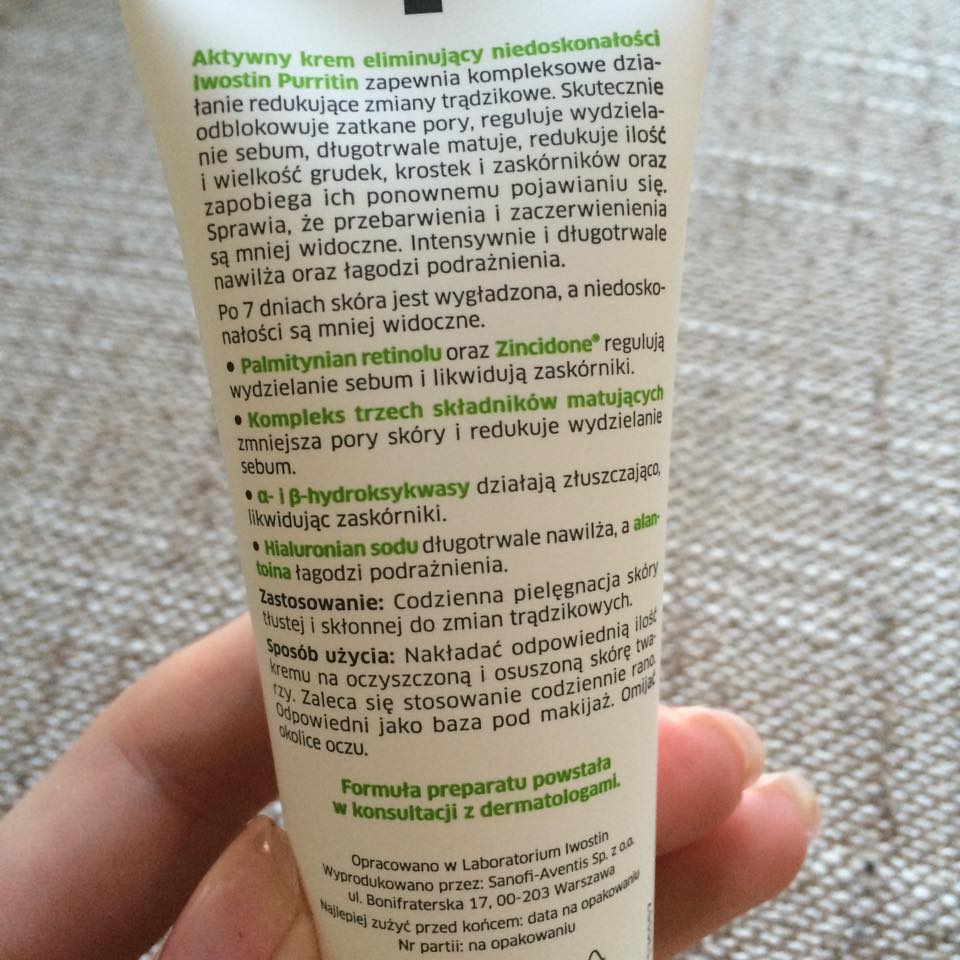 Aktywny krem eliminujący niedoskonałości
Iwostin Purritin zapewnia kompleksowe dzia-
łanie redukujące zmiany trądzikowe. Skutecznie
odblokowuje zatkane pory, reguluje wydziela-
nie sebum, długotrwale matuje, redukuje ilość
i wielkość grudek, krostek i zaskórników oraz
zapobiega ich ponownemu pojawianiu się.
Sprawia, że przebarwienia i zaczerwienienia
są mniej widoczne. Intensywnie i długotrwale
nawilża oraz łagodzi podrażnienia.
Po 7 dniach skóra jest wygładzona, a niedosko-
nałości są mniej widoczne.
• Palmitynian retinolu oraz Zincidone® regulują
wydzielanie sebum i likwidują zaskórniki.
• Kompleks trzech składników matujących
zmniejsza pory skóry i redukuje wydzielanie
sebum.
• α- i β-hydroksykwasy działają złuszczająco,
likwidując zaskórniki.
• Hialuronian sodu długotrwale nawilża, a alan-
toina łagodzi podrażnienia.
Zastosowanie: Codzienna pielęgnacja skóry
tłustej i skłonnej do zmian trądzikowych.
Sposób użycia: Nakładać odpowiednią ilość
kremu na oczyszczoną i osuszoną skórę twa-
rzy. Zaleca się stosowanie codziennie rano.
Odpowiedni jako baza pod makijaż. Omijać
okolice oczu.
Formuła preparatu powstała
w konsultacji z dermatologami.
Opracowano w Laboratorium Iwostin
Wyprodukowano przez: Sanofi-Aventis Sp. z o.o.
ul. Bonifraterska 17, 00-203 Warszawa
Najlepiej zużyć przed końcem: data na opakowaniu
Nr partii: na opakowaniu